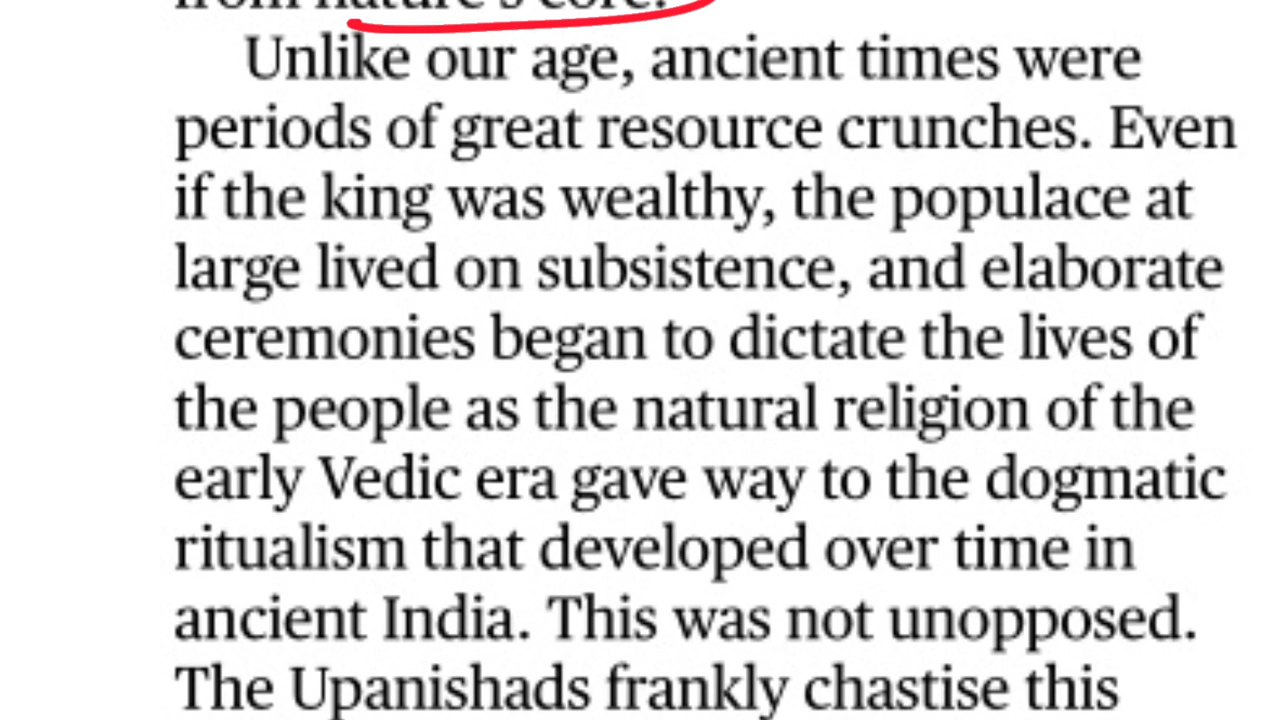 from nature's core.
Unlike our age, ancient times were
periods of great resource crunches. Even
if the king was wealthy, the populace at
large lived on subsistence, and elaborate
ceremonies began to dictate the lives of
the people as the natural religion of the
early Vedic era gave way to the dogmatic
ritualism that developed over time in
ancient India. This was not unopposed.
The Upanishads frankly chastise this